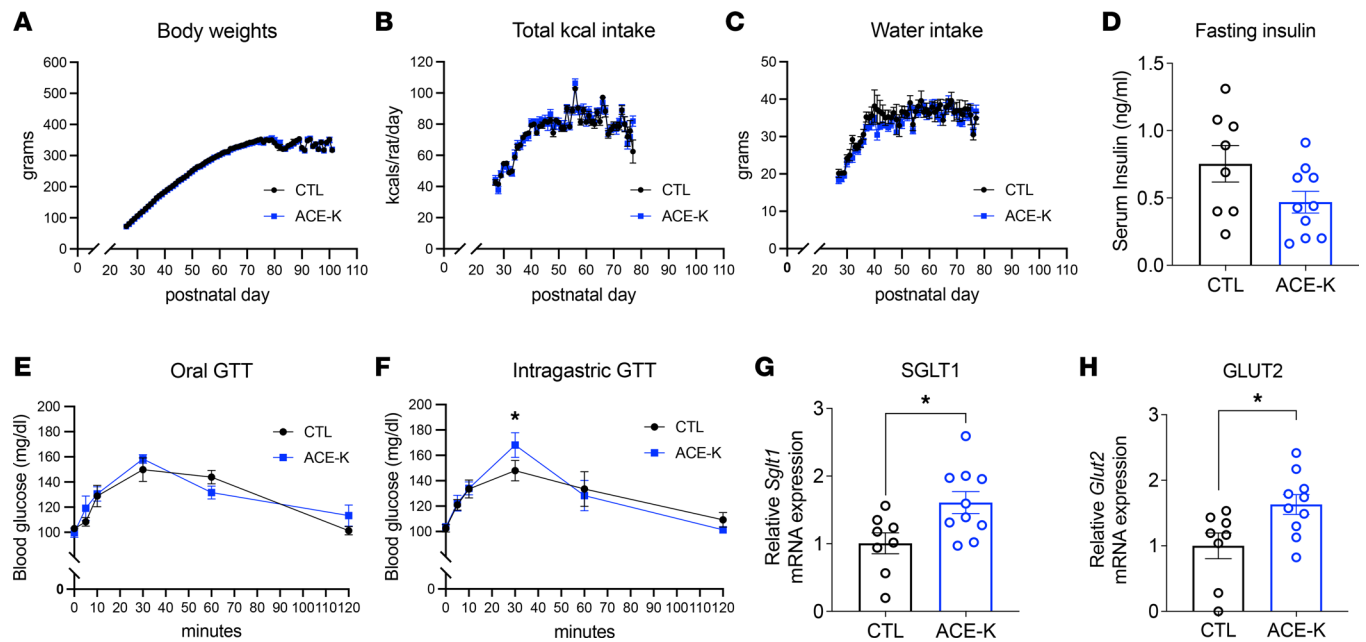 A
Body weights
grams
600
500
400
300
200
100
0
0
20 30 40 50 60 70 80 90 100 110
postnatal day
CTL
ACE-K
B
Total kcal intake
kcals/rat/day
120
100
80
60
40
20
0
0
20 30 40 50 60 70 80 90 100 110
postnatal day
CTL
ACE-K
C
Water intake
grams
50
40
30
20
10
0
0
20 30 40 50 60 70 80 90 100 110
postnatal day
CTL
ACE-K
D
Fasting insulin
Serum Insulin (ng/ml)
1.5
1.0
0.5
0.0
CTL ACE-K
E
Oral GTT
Blood glucose (mg/dl)
200
180
160
140
120
100
0
0 10 20 30 40 50 60 70 80 90 100 110 120
minutes
CTL
ACE-K
F
Intragastric GTT
Blood glucose (mg/dl)
200
180
160
140
120
100
0
*
0 10 20 30 40 50 60 70 80 90 100 110 120
minutes
CTL
ACE-K
G
SGLT1
Relative Sglt1
mRNA expression
3
2
1
0
*
CTL ACE-K
H
GLUT2
Relative Glut2
mRNA expression
3
2
1
0
*
CTL ACE-K